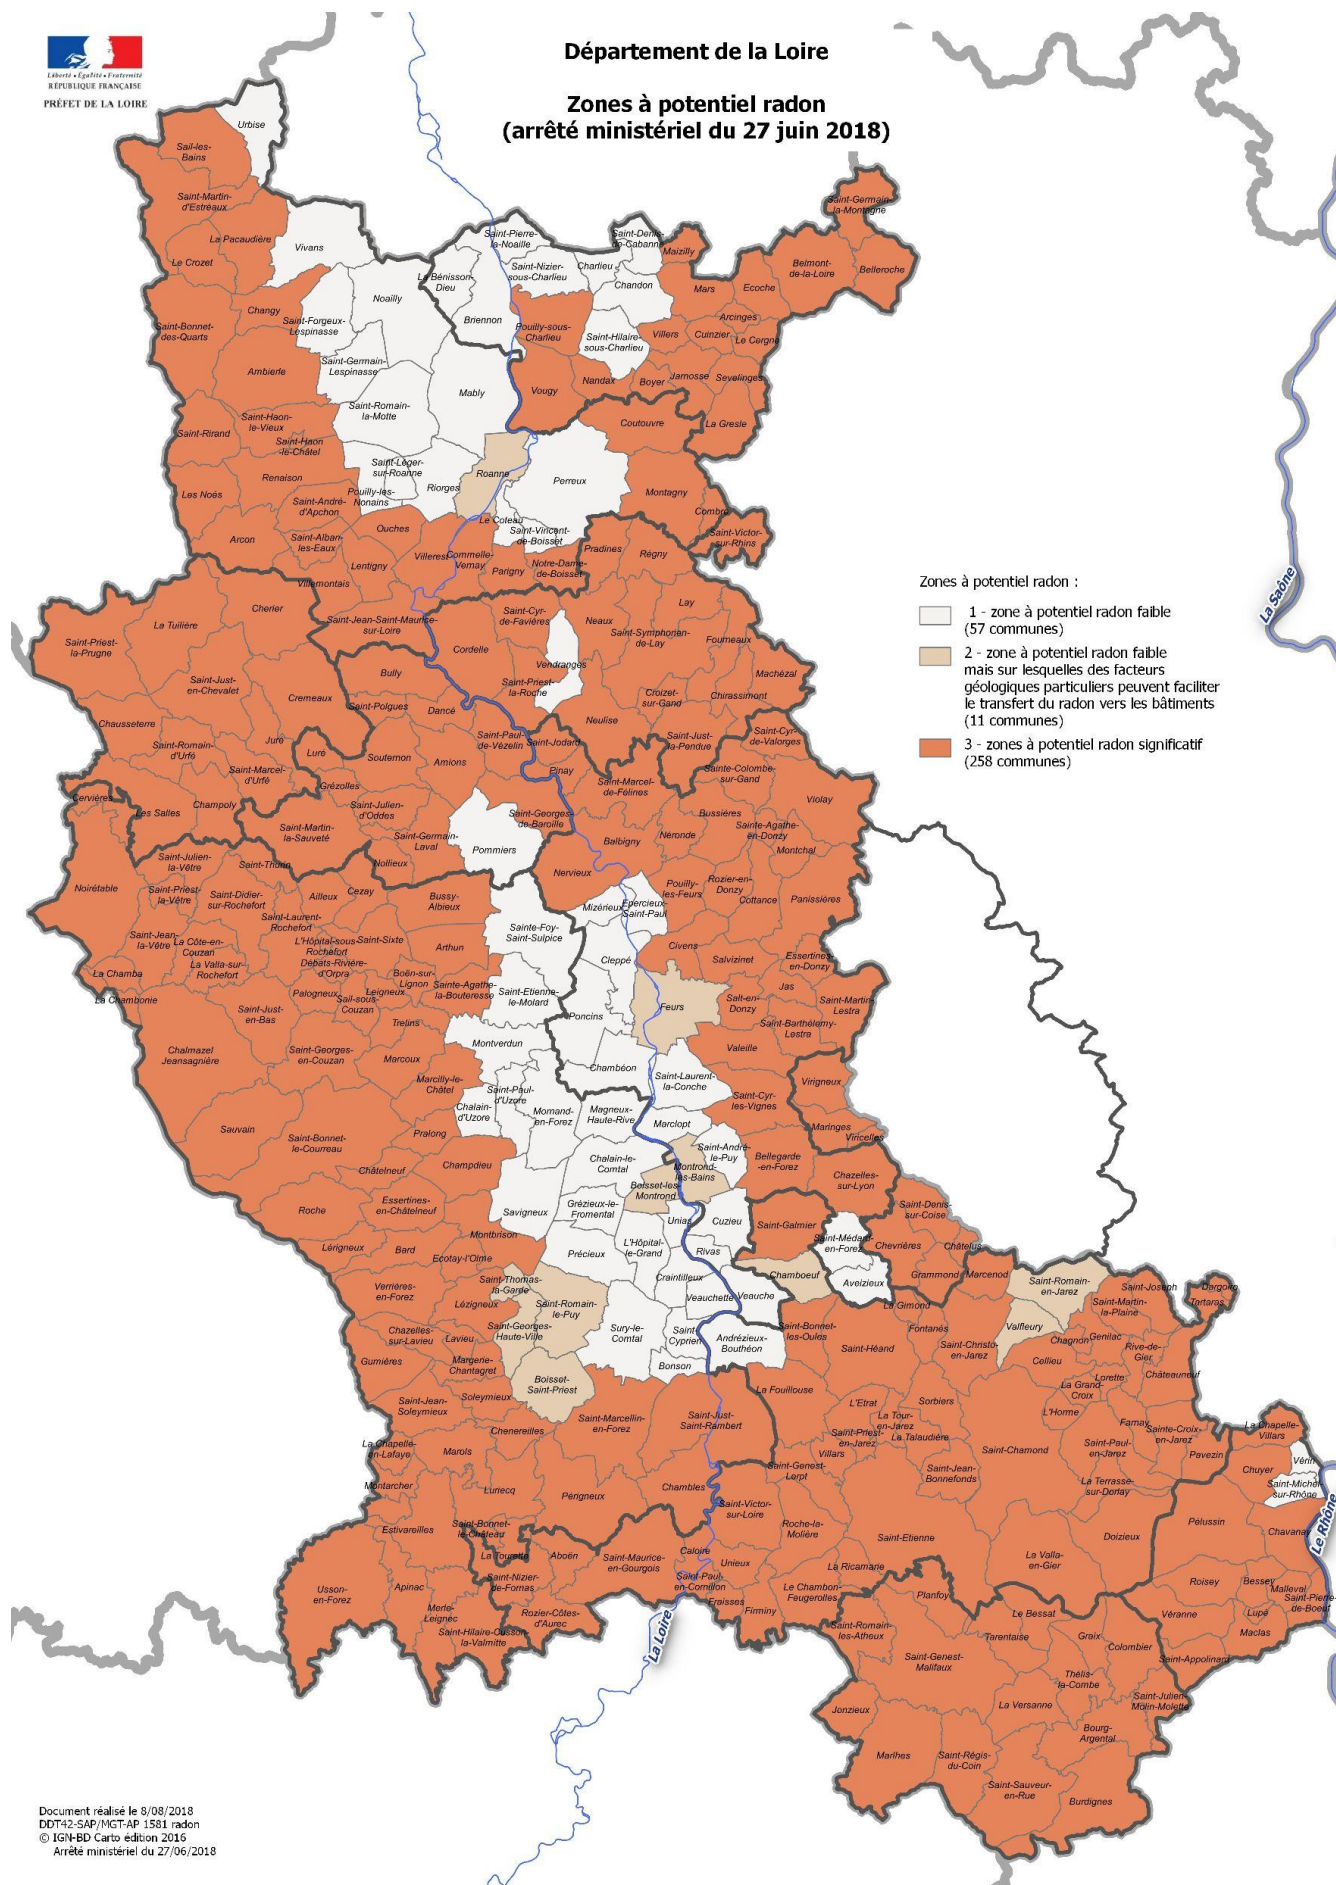 Liberté • Égalité • Fraternité
RÉPUBLIQUE FRANÇAISE
PRÉFET DE LA LOIRE
Département de la Loire
Zones à potentiel radon
(arrêté ministériel du 27 juin 2018)
Urbise
Sail-les-
Bains
Saint-Martin-
d'Estréaux
La Pacaudière
Vivans
Le Crozet
Saint-Germain-
la-Montagne
Saint-Pierre-
la-Noaille
Saint-Denis-
de-Cabanne
Maizilly
Belmont-
de-la-Loire
Belleroche
La Bénisson-
Dieu
Saint-Nizier-
sous-Charlieu
Charlieu
Chandon
Mars
Ecoche
Noailly
Changy
Saint-Forgeux-
Lespinasse
Briennon
Pouilly-sous-
Charlieu
Saint-Hilaire-
sous-Charlieu
Villers
Arcinges
Cuinzier
Le Cergne
Saint-Bonnet-
des-Quarts
Ambierle
Saint-Germain-
Lespinasse
Mably
Vougy
Nandax
Boyer
Jarnosse
Sevelinges
Saint-Romain-
la-Motte
Saint-Haon-
le-Vieux
Saint-Rirand
Saint-Haon
-le-Châtel
Coutouvre
La Gresle
Renaison
Saint-Léger-
sur-Roanne
Riorges
Roanne
Perreux
Pouilly-les-
Nonains
Les Noës
Saint-André-
d'Apchon
Montagny
Combre
Arcon
Saint-Alban-
les-Eaux
Ouches
Le Coteau
Saint-Vincent-
de-Boisset
Saint-Victor-
sur-Rhins
Lentigny
Villerest
Commelle-
Vernay
Parigny
Notre-Dame-
de-Boisset
Pradines
Régny
Villemontais
Cherier
La Tuilière
Saint-Jean-Saint-Maurice-
sur-Loire
Saint-Cyr-
de-Favières
Neaux
Lay
Saint-Symphorien-
de-Lay
Fourneaux
Saint-Priest-
la-Prugne
Cordelle
Vendranges
Machézal
Saint-Just-
en-Chevalet
Bully
Saint-Priest-
la-Roche
Croizet-
sur-Gand
Chirassimont
Cremeaux
Saint-Polgues
Dancé
Neulise
Chausseterre
Juré
Saint-Paul-
de-Vézelin
Saint-Jodard
Saint-Just-
la-Pendue
Saint-Cyr-
de-Valorges
Saint-Romain-
d'Urfé
Luré
Souternon
Amions
Pinay
Saint-Marcel-
d'Urfé
Grézolles
Saint-Marcel-
de-Félines
Sainte-Colombe-
sur-Gand
Violay
Cervières
Les Salles
Champoly
Saint-Julien-
d'Oddes
Saint-Georges-
de-Baroille
Bussières
Sainte-Agathe-
en-Donzy
Saint-Martin-
la-Sauveté
Saint-Germain-
Laval
Pommiers
Balbigny
Néronde
Montchal
Nollieux
Nervieux
Saint-Julien-
la-Vêtre
Saint-Thurin
Noirétable
Saint-Priest-
la-Vêtre
Saint-Didier-
sur-Rochefort
Ailleux
Cezay
Bussy-
Albieux
Pouilly-
les-Feurs
Rozier-en-
Donzy
Cottance
Panissières
Mizérieux
Epercieux-
Saint-Paul
Saint-Laurent-
Rochefort
Sainte-Foy-
Saint-Sulpice
Saint-Jean-
la-Vêtre
La Côte-en-
Couzan
L'Hôpital-sous-
Rochefort
Saint-Sixte
Arthun
Civens
Salvizinet
Essertines-
en-Donzy
La Valla-sur-
Rochefort
Débats-Rivière-
d'Orpra
Cleppé
La Chamba
Boën-sur-
Lignon
Sainte-Agathe-
la-Bouteresse
Saint-Etienne-
le-Molard
Feurs
Salt-en-
Donzy
Jas
Saint-Martin-
Lestra
La Chambonie
Palogneux
Leigneux
Sail-sous-
Couzan
Saint-Just-
en-Bas
Trelins
Poncins
Saint-Barthélemy-
Lestra
Chalmazel
Jeansagnière
Saint-Georges-
en-Couzan
Marcoux
Montverdun
Valeille
Chambéon
Saint-Laurent-
la-Conche
Virigneux
Marcilly-le-
Châtel
Saint-Paul-
d'Uzore
Chalain-
d'Uzore
Mornand-
en-Forez
Magneux-
Haute-Rive
Saint-Cyr-
les-Vignes
Marclopt
Maringes
Viricelles
Sauvain
Saint-Bonnet-
le-Courreau
Pralong
Saint-André-
le-Puy
Chalain-le-
Comtal
Montrond-
les-Bains
Bellegarde
-en-Forez
Chazelles-
sur-Lyon
Châtelneuf
Champdieu
Boisset-les-
Montrond
Roche
Essertines-
en-Châtelneuf
Savigneux
Grézieux-le-
Fromental
Unias
Cuzieu
Saint-Galmier
Saint-Denis-
sur-Coise
Saint-Médard-
en-Forez
Chevrières
Châtelus
Lérigneux
Bard
Montbrison
Ecotay-l'Olme
Précieux
L'Hôpital-
le-Grand
Rivas
Craintilleux
Chamboeuf
Aveizieux
Grammond
Marcenod
Saint-Romain-
en-Jarez
Saint-Joseph
Dargoire
Tartaras
Verrières-
en-Forez
Saint-Thomas-
la-Garde
Lézigneux
Saint-Romain-
le-Puy
Veauchette
Veauche
La Gimond
Saint-Martin-
la-Plaine
Chazelles-
sur-Lavieu
Lavieu
Saint-Georges-
Haute-Ville
Sury-le-
Comtal
Saint
Cyprien
Andrézieux-
Bouthéon
Saint-Bonnet-
les-Oules
Fontanès
Valfleury
Saint-Héand
Saint-Christo-
en-Jarez
Chagnon
Genilac
Rive-de-
Gier
Gumières
Margerie-
Chantagret
Boisset-
Saint-Priest
Bonson
Cellieu
Châteauneuf
La Fouillouse
La Grand-
Croix
Lorette
Saint-Jean-
Soleymieux
Soleymieux
L'Etrat
Sorbiers
L'Horme
Farnay
Sainte-Croix-
en-Jarez
La Chapelle-
Villars
Saint-Marcellin-
en-Forez
Saint-Just-
Saint-Rambert
La Tour-
en-Jarez
La Talaudière
Saint-Priest-
en-Jarez
Villars
La Chapelle-
en-Lafaye
Marols
Chenereilles
Saint-Chamond
Saint-Paul-
en-Jarez
Pavezin
Vérin
Chuyer
Saint-Michel-
sur-Rhône
Saint-Genest-
Lerpt
Saint-Jean-
Bonnefonds
La Terrasse-
sur-Dorlay
Montarcher
Luriecq
Périgneux
Chambles
Saint-Victor-
sur-Loire
Pélussin
Chavanay
Estivareilles
Saint-Bonnet-
le-Château
Roche-la-
Molière
Saint-Etienne
Doizieux
La Tourette
Aboën
Saint-Maurice-
en-Gourgois
Caloire
Unieux
La Ricamarie
La Valla-
en-Gier
Usson-
en-Forez
Apinac
Saint-Nizier-
de-Fornas
Saint-Paul-
en-Cornillon
Fraisses
Firminy
Le Chambon-
Feugerolles
Planfoy
Roisey
Bessey
Malleval
Saint-Pierre-
de-Boeuf
Merle-
Leignec
Rozier-Côtes-
d'Aurec
Le Bessat
Véranne
Lupé
Maclas
Saint-Hilaire-Cusson-
la-Valmitte
Saint-Romain-
les-Atheux
Tarentaise
Graix
Colombier
Saint-Appolinard
Saint-Genest-
Malifaux
Thélis-
la-Combe
Jonzieux
La Versanne
Saint-Julien-
Molin-Molette
Bourg-
Argental
Marlhes
Saint-Régis-
du-Coin
Saint-Sauveur-
en-Rue
Burdignes
La Saône
Le Rhône
La Loire
Zones à potentiel radon :
1 - zone à potentiel radon faible
(57 communes)
2 - zone à potentiel radon faible
mais sur lesquelles des facteurs
géologiques particuliers peuvent faciliter
le transfert du radon vers les bâtiments
(11 communes)
3 - zones à potentiel radon significatif
(258 communes)
Document réalisé le 8/08/2018
DDT42-SAP/MGT-AP 1581 radon
© IGN-BD Carto édition 2016
Arrêté ministériel du 27/06/2018